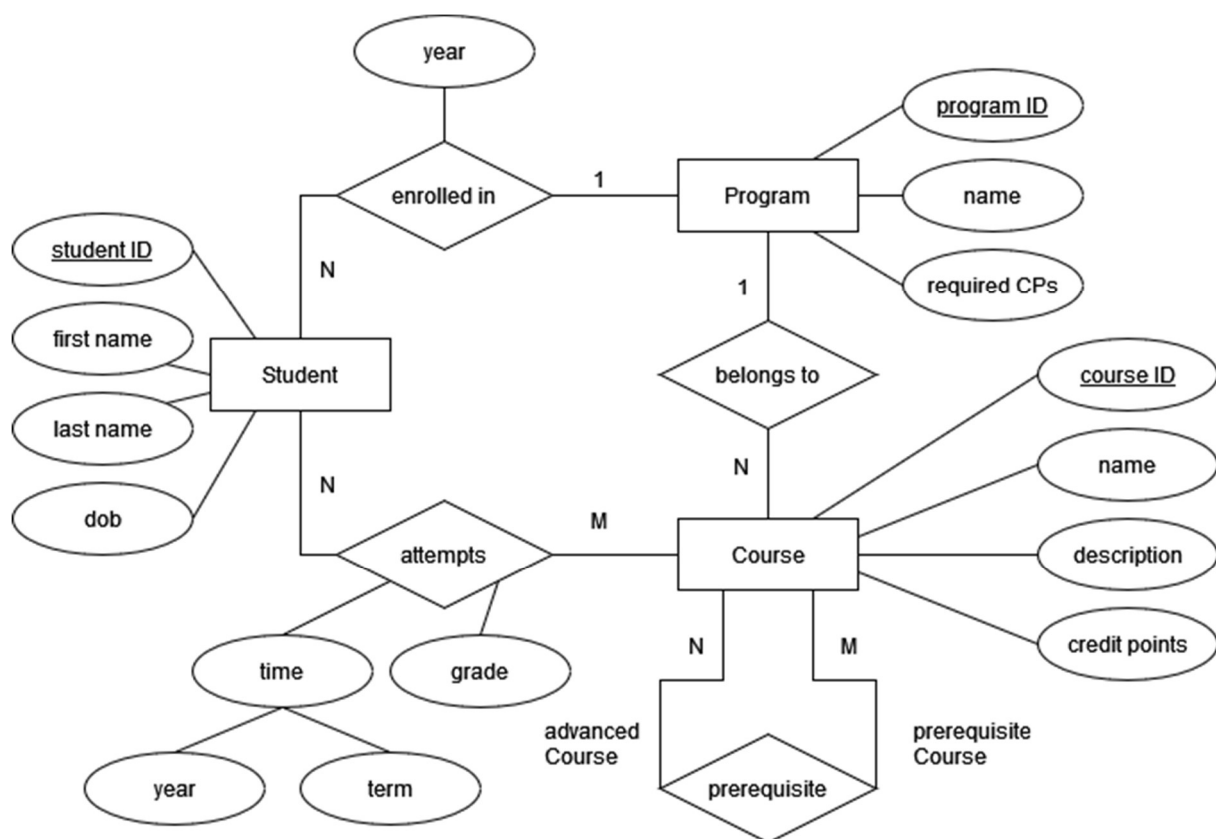 year
program ID
enrolled in
1
Program
name
student ID
N
required CPs
first name
1
Student
belongs to
course ID
last name
N
N
name
dob
M
attempts
Course
description
N
M
credit points
time
grade
advanced
Course
prerequisite
Course
year
term
prerequisite